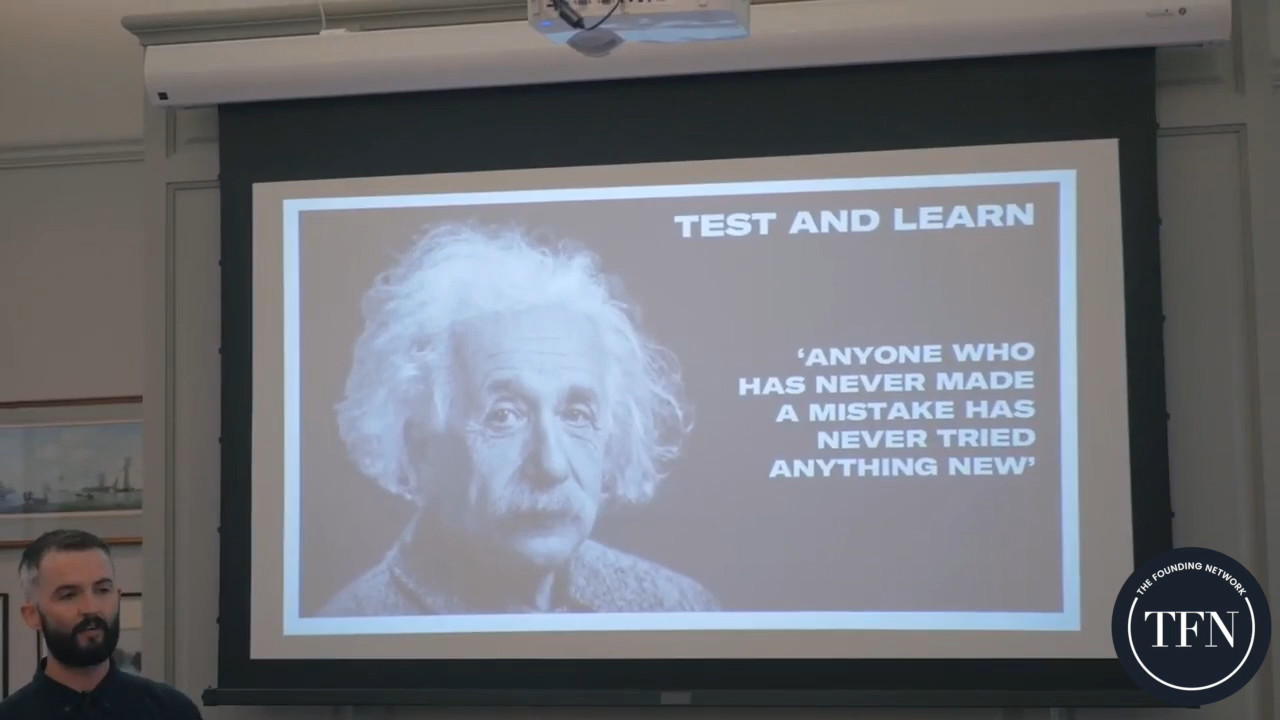 TEST AND LEARN
‘ANYONE WHO
HAS NEVER MADE
A MISTAKE HAS
NEVER TRIED
ANYTHING NEW’
THE FOUNDING NETWORK
TFN